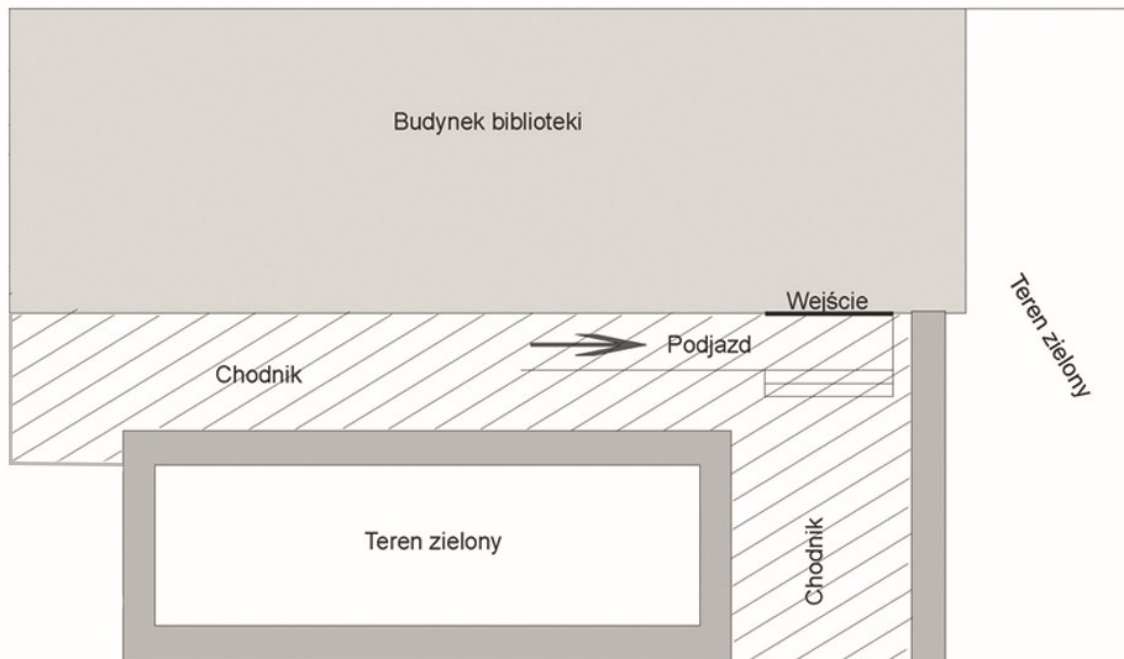 Budynek biblioteki
Wejście
Teren zielony
Podjazd
Chodnik
Teren zielony
Chodnik